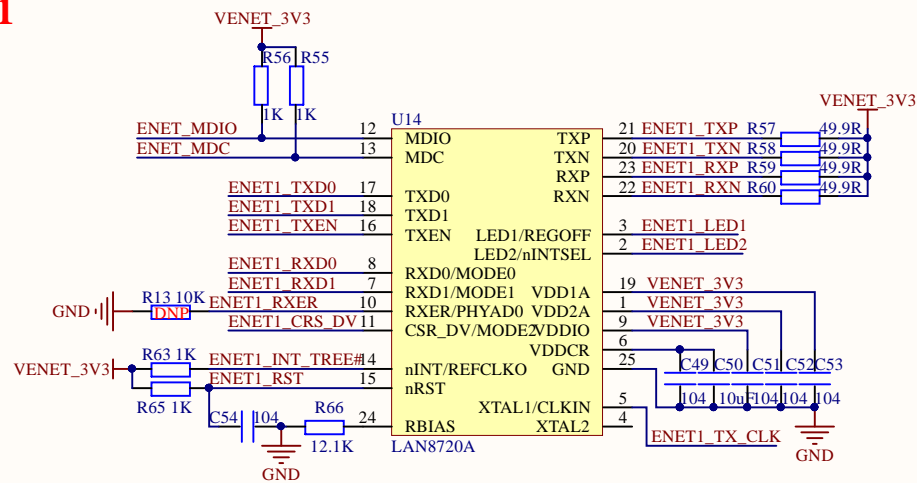 1
VENET_3V3
R56 R55
1K 1K
U14
ENET_MDIO 12 MDIO
ENET_MDC 13 MDC
ENET1_TXD0 17 TXD0
ENET1_TXD1 18 TXD1
ENET1_TXEN 16 TXEN
ENET1_RXD0 8 RXD0/MODE0
ENET1_RXD1 7 RXD1/MODE1
GND R13 10K DNP ENET1_RXER 10 RXER/PHYAD0
ENET1_CRS_DV 11 CSR_DV/MODE2
VENET_3V3 R63 1K ENET1_INT_TREE# 14 nINT/REFCLKO
R65 1K ENET1_RST 15 nRST
C54 104 R66 24 RBIAS
12.1K
GND
LAN8720A
VENET_3V3
TXP 21 ENET1_TXP R57 49.9R
TXN 20 ENET1_TXN R58 49.9R
RXP 23 ENET1_RXP R59 49.9R
RXN 22 ENET1_RXN R60 49.9R
LED1/REGOFF 3 ENET1_LED1
LED2/nINTSEL 2 ENET1_LED2
VDD1A 19 VENET_3V3
VDD2A 1 VENET_3V3
VDDIO 9 VENET_3V3
VDDCR 6
GND 25 C49 C50 C51 C52 C53
104 10uF 104 104 104
XTAL1/CLKIN 5
XTAL2 4
ENET1_TX_CLK
GND